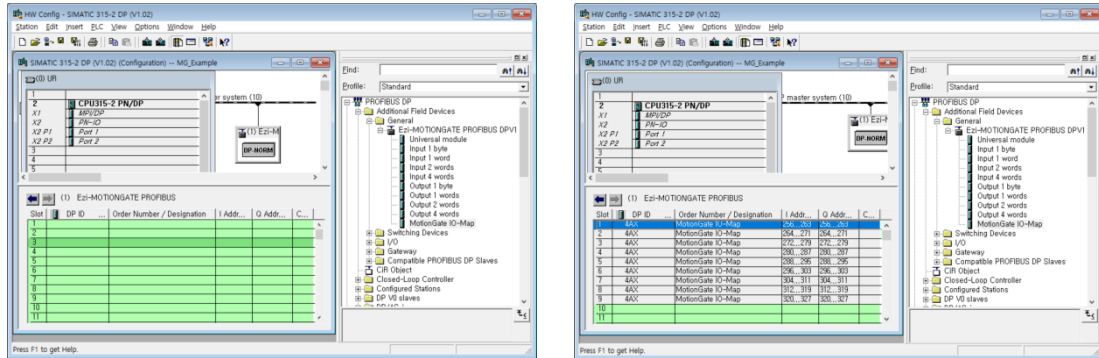 HW Config - SIMATIC 315-2 DP (V1.02)
Station Edit Insert PLC View Options Window Help
SIMATIC 315-2 DP (V1.02) (Configuration) -- MG_Example
(0) UR
1
2 CPU315-2 PN/DP
X1 MPI/DP
X2 PN-IO
X2 P1 Port 1
X2 P2 Port 2
3
4
5
er system (10)
(1) Ezi-M
DP-NORM
(1) Ezi-MOTIONGATE PROFIBUS
Slot DP ID ... Order Number / Designation I Addr... Q Addr... C...
1
2
3
4
5
6
7
8
9
10
11
Find:
Profile: Standard
PROFIBUS DP
Additional Field Devices
General
Ezi-MOTIONGATE PROFIBUS DPV1
Universal module
Input 1 byte
Input 1 word
Input 2 words
Input 4 words
Output 1 byte
Output 1 words
Output 2 words
Output 4 words
MotionGate IO-Map
Switching Devices
I/O
Gateway
Compatible PROFIBUS DP Slaves
CiR Object
Closed-Loop Controller
Configured Stations
DP V0 slaves
Press F1 to get Help.
HW Config - SIMATIC 315-2 DP (V1.02)
Station Edit Insert PLC View Options Window Help
SIMATIC 315-2 DP (V1.02) (Configuration) -- MG_Example
(0) UR
1
2 CPU315-2 PN/DP
X1 MPI/DP
X2 PN-IO
X2 P1 Port 1
X2 P2 Port 2
3
4
5
master system (10)
(1) Ezi-M
DP-NORM
(1) Ezi-MOTIONGATE PROFIBUS
Slot DP ID ... Order Number / Designation I Addr... Q Addr... C...
1 4AX MotionGate IO-Map 256...263 256...263
2 4AX MotionGate IO-Map 264...271 264...271
3 4AX MotionGate IO-Map 272...279 272...279
4 4AX MotionGate IO-Map 280...287 280...287
5 4AX MotionGate IO-Map 288...295 288...295
6 4AX MotionGate IO-Map 296...303 296...303
7 4AX MotionGate IO-Map 304...311 304...311
8 4AX MotionGate IO-Map 312...319 312...319
9 4AX MotionGate IO-Map 320...327 320...327
10
11
Find:
Profile: Standard
PROFIBUS DP
Additional Field Devices
General
Ezi-MOTIONGATE PROFIBUS DPV1
Universal module
Input 1 byte
Input 1 word
Input 2 words
Input 4 words
Output 1 byte
Output 1 words
Output 2 words
Output 4 words
MotionGate IO-Map
Switching Devices
I/O
Gateway
Compatible PROFIBUS DP Slaves
CiR Object
Closed-Loop Controller
Configured Stations
DP V0 slaves
Press F1 to get Help.